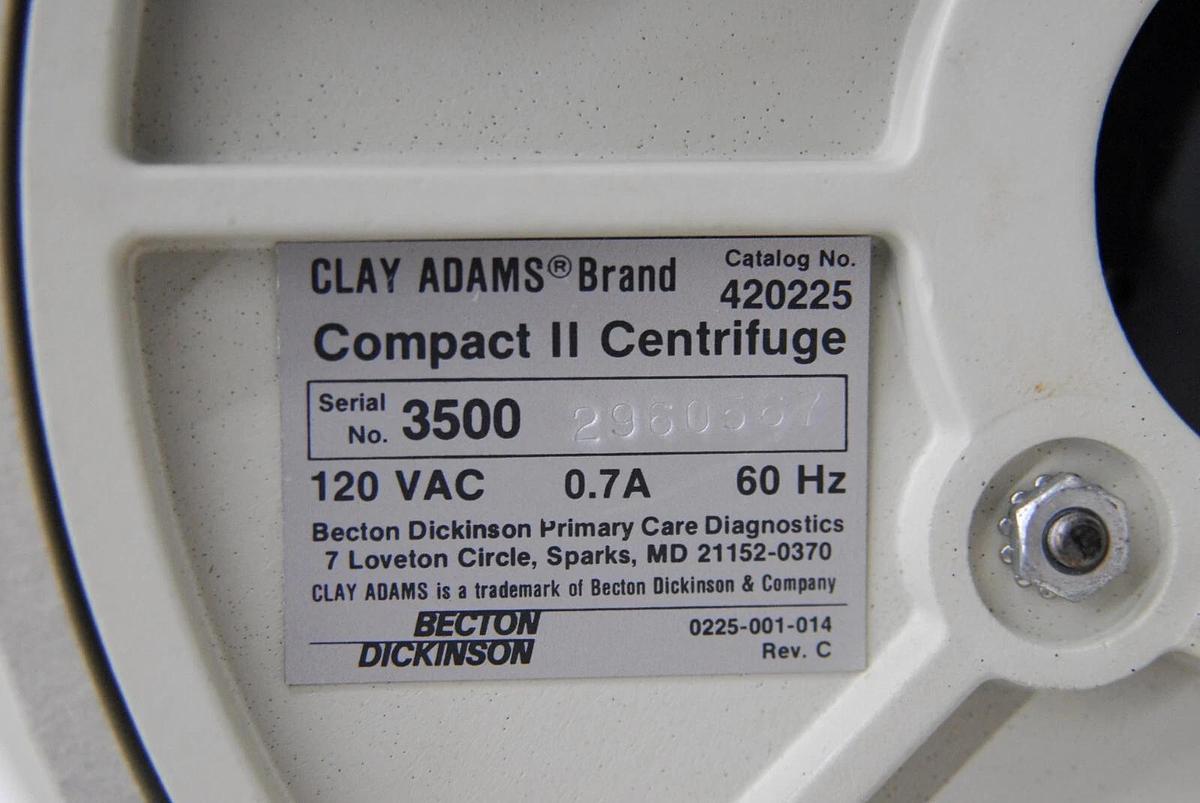 CLAY ADAMS® Brand
Catalog No.
420225
Compact II Centrifuge
Serial No. 3500 2960567
120 VAC 0.7A 60 Hz
Becton Dickinson Primary Care Diagnostics
7 Loveton Circle, Sparks, MD 21152-0370
CLAY ADAMS is a trademark of Becton Dickinson & Company
BECTON
DICKINSON
0225-001-014
Rev. C